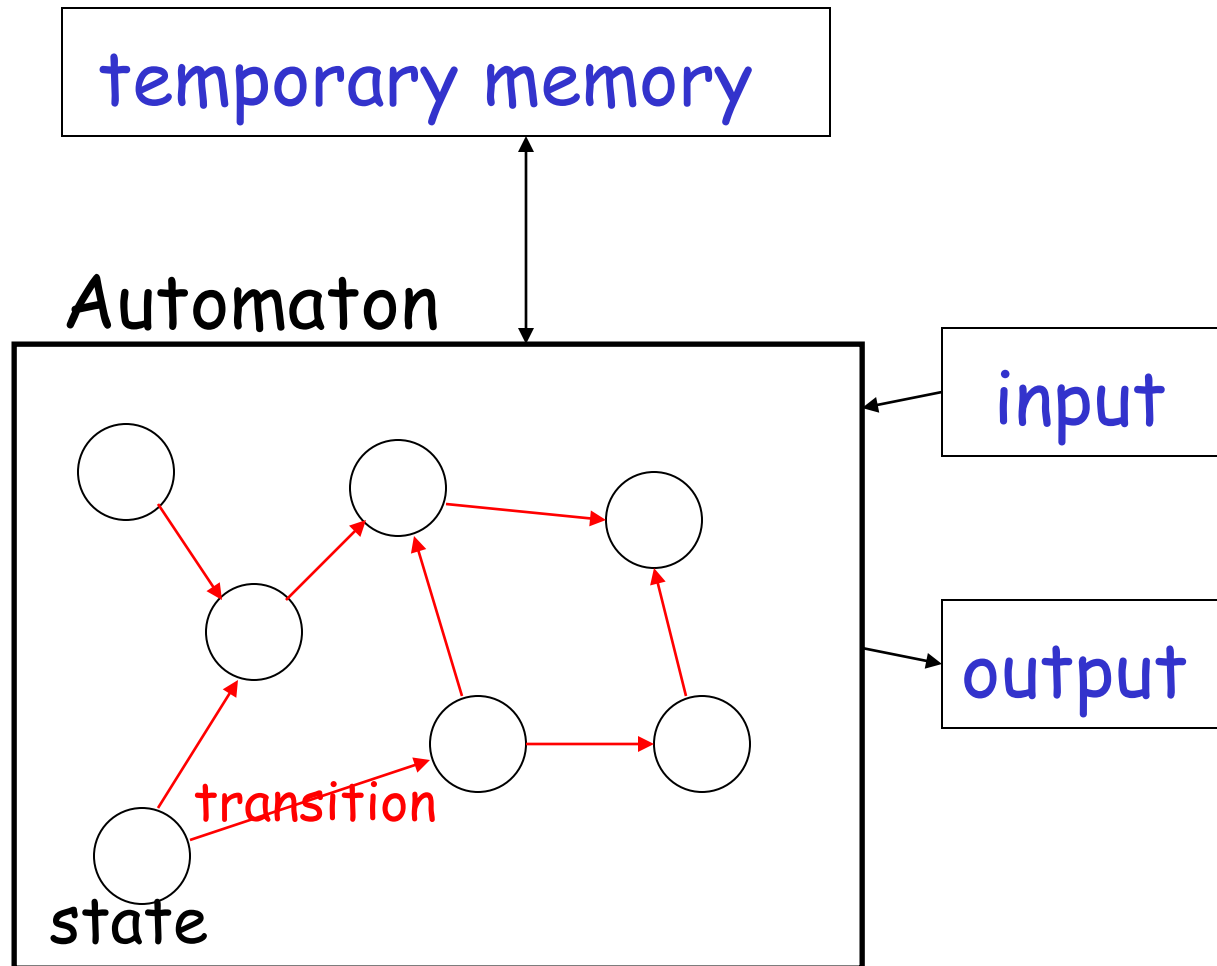 temporary memory
Automaton
input
output
transition
state